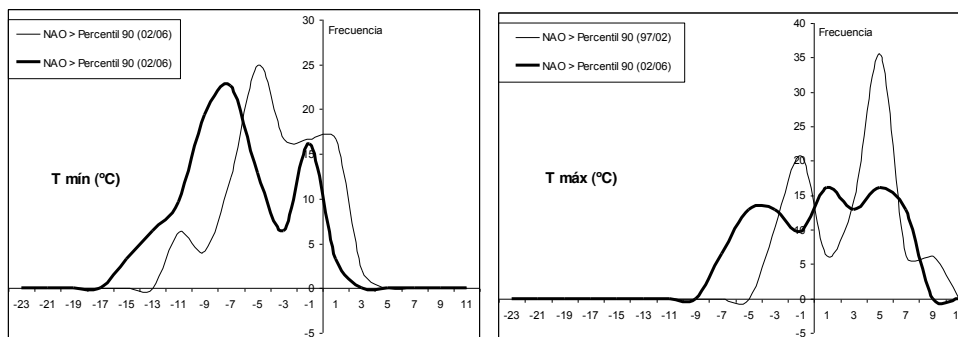 NAO > Percentil 90 (02/06)
NAO > Percentil 90 (02/06)
T mín (ºC)
Frecuencia
30
25
20
15
10
5
0
-5
-23 -21 -19 -17 -15 -13 -11 -9 -7 -5 -3 -1 1 3 5 7 9 11
NAO > Percentil 90 (97/02)
NAO > Percentil 90 (02/06)
T máx (ºC)
Frecuencia
40
35
30
25
20
15
10
5
0
-5
-23 -21 -19 -17 -15 -13 -11 -9 -7 -5 -3 -1 1 3 5 7 9